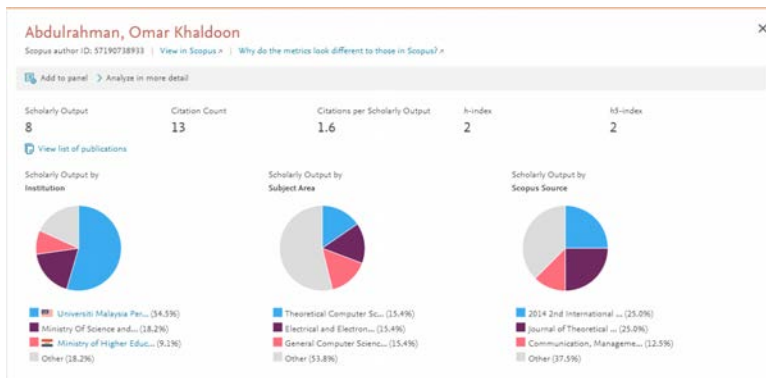 Abdulrahman, Omar Khaldoon
Scopus author ID: 57190738933 | View in Scopus | Why do the metrics look different to those in Scopus?
Add to panel > Analyze in more detail
Scholarly Output Citation Count Citations per Scholarly Output h-index h5-index
8 13 1.6 2 2
View list of publications
Scholarly Output by Scholarly Output by Scholarly Output by
Institution Subject Area Scopus Source
Universiti Malaysia Per... (54.5%) Theoretical Computer Sc... (15.4%) 2014 2nd International ... (25.0%)
Ministry Of Science and... (18.2%) Electrical and Electron... (15.4%) Journal of Theoretical ... (25.0%)
Ministry of Higher Educ... (9.1%) General Computer Scienc... (15.4%) Communication, Manageme... (12.5%)
Other (18.2%) Other (53.8%) Other (37.5%)